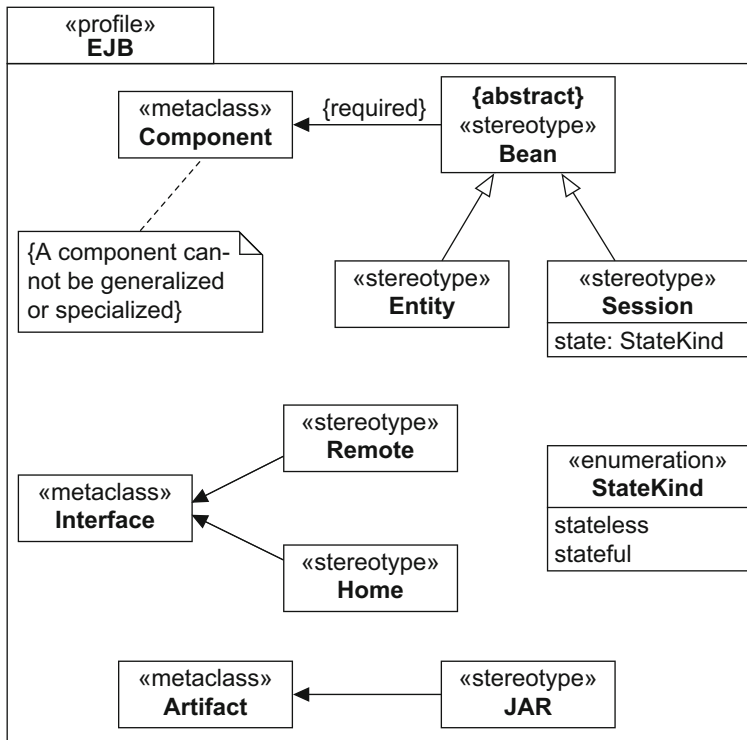 «profile»
EJB
«metaclass»
Component
{required}
{abstract}
«stereotype»
Bean
{A component can-
not be generalized
or specialized}
«stereotype»
Entity
«stereotype»
Session
state: StateKind
«stereotype»
Remote
«metaclass»
Interface
«stereotype»
Home
«enumeration»
StateKind
stateless
stateful
«metaclass»
Artifact
«stereotype»
JAR